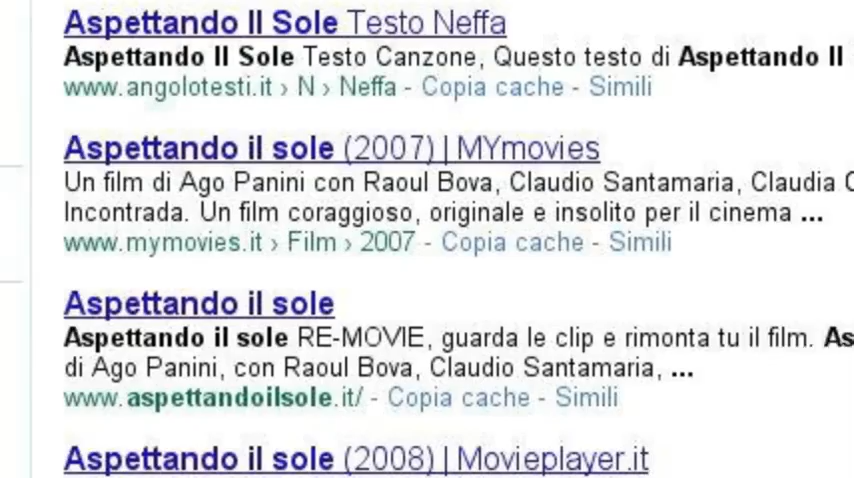 Aspettando Il Sole Testo Neffa
Aspettando Il Sole Testo Canzone, Questo testo di Aspettando Il
www.angolotesti.it › N › Neffa - Copia cache - Simili
Aspettando il sole (2007) | MYmovies
Un film di Ago Panini con Raoul Bova, Claudio Santamaria, Claudia
Incontrada. Un film coraggioso, originale e insolito per il cinema ...
www.mymovies.it › Film › 2007 - Copia cache - Simili
Aspettando il sole
Aspettando il sole RE-MOVIE, guarda le clip e rimonta tu il film. As
di Ago Panini, con Raoul Bova, Claudio Santamaria, ...
www.aspettandoilsole.it/ - Copia cache - Simili
Aspettando il sole (2008) | Movieplayer.it